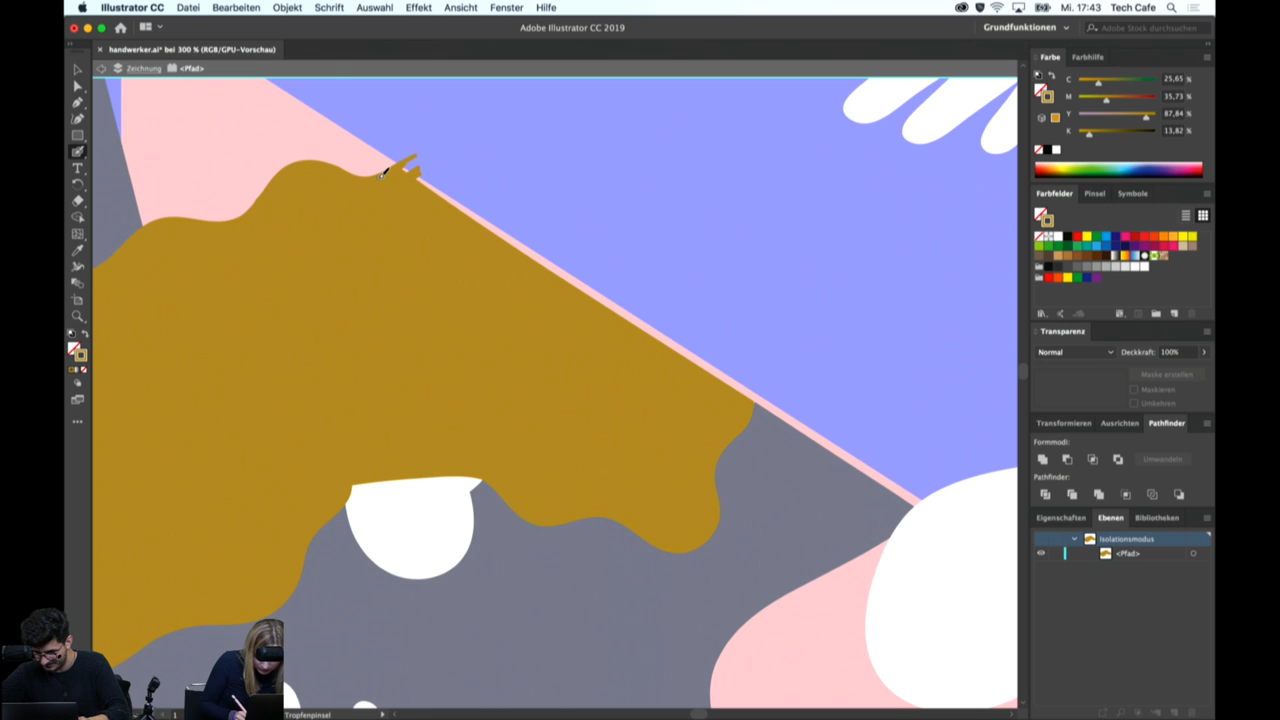 Illustrator CC Datei Bearbeiten Objekt Schrift Auswahl Effekt Ansicht Fenster Hilfe Mi. 17:43 Tech Cafe
Adobe Illustrator CC 2019 Grundfunktionen Adobe Stock durchsuchen
handwerker.ai* bei 300 % (RGB/GPU-Vorschau)
Zeichnung <Pfad>
Farbe Farbhilfe
C 25,65 %
M 35,73 %
Y 87,84 %
K 13,82 %
Farbfelder Pinsel Symbole
Transparenz
Normal Deckkraft: 100%
Maske erstellen
Maskieren
Umkehren
Transformieren Ausrichten Pathfinder
Formmodi:
Umwandeln
Pathfinder:
Eigenschaften Ebenen Bibliotheken
Isolationsmodus
<Pfad>
1 Tropfenpinsel